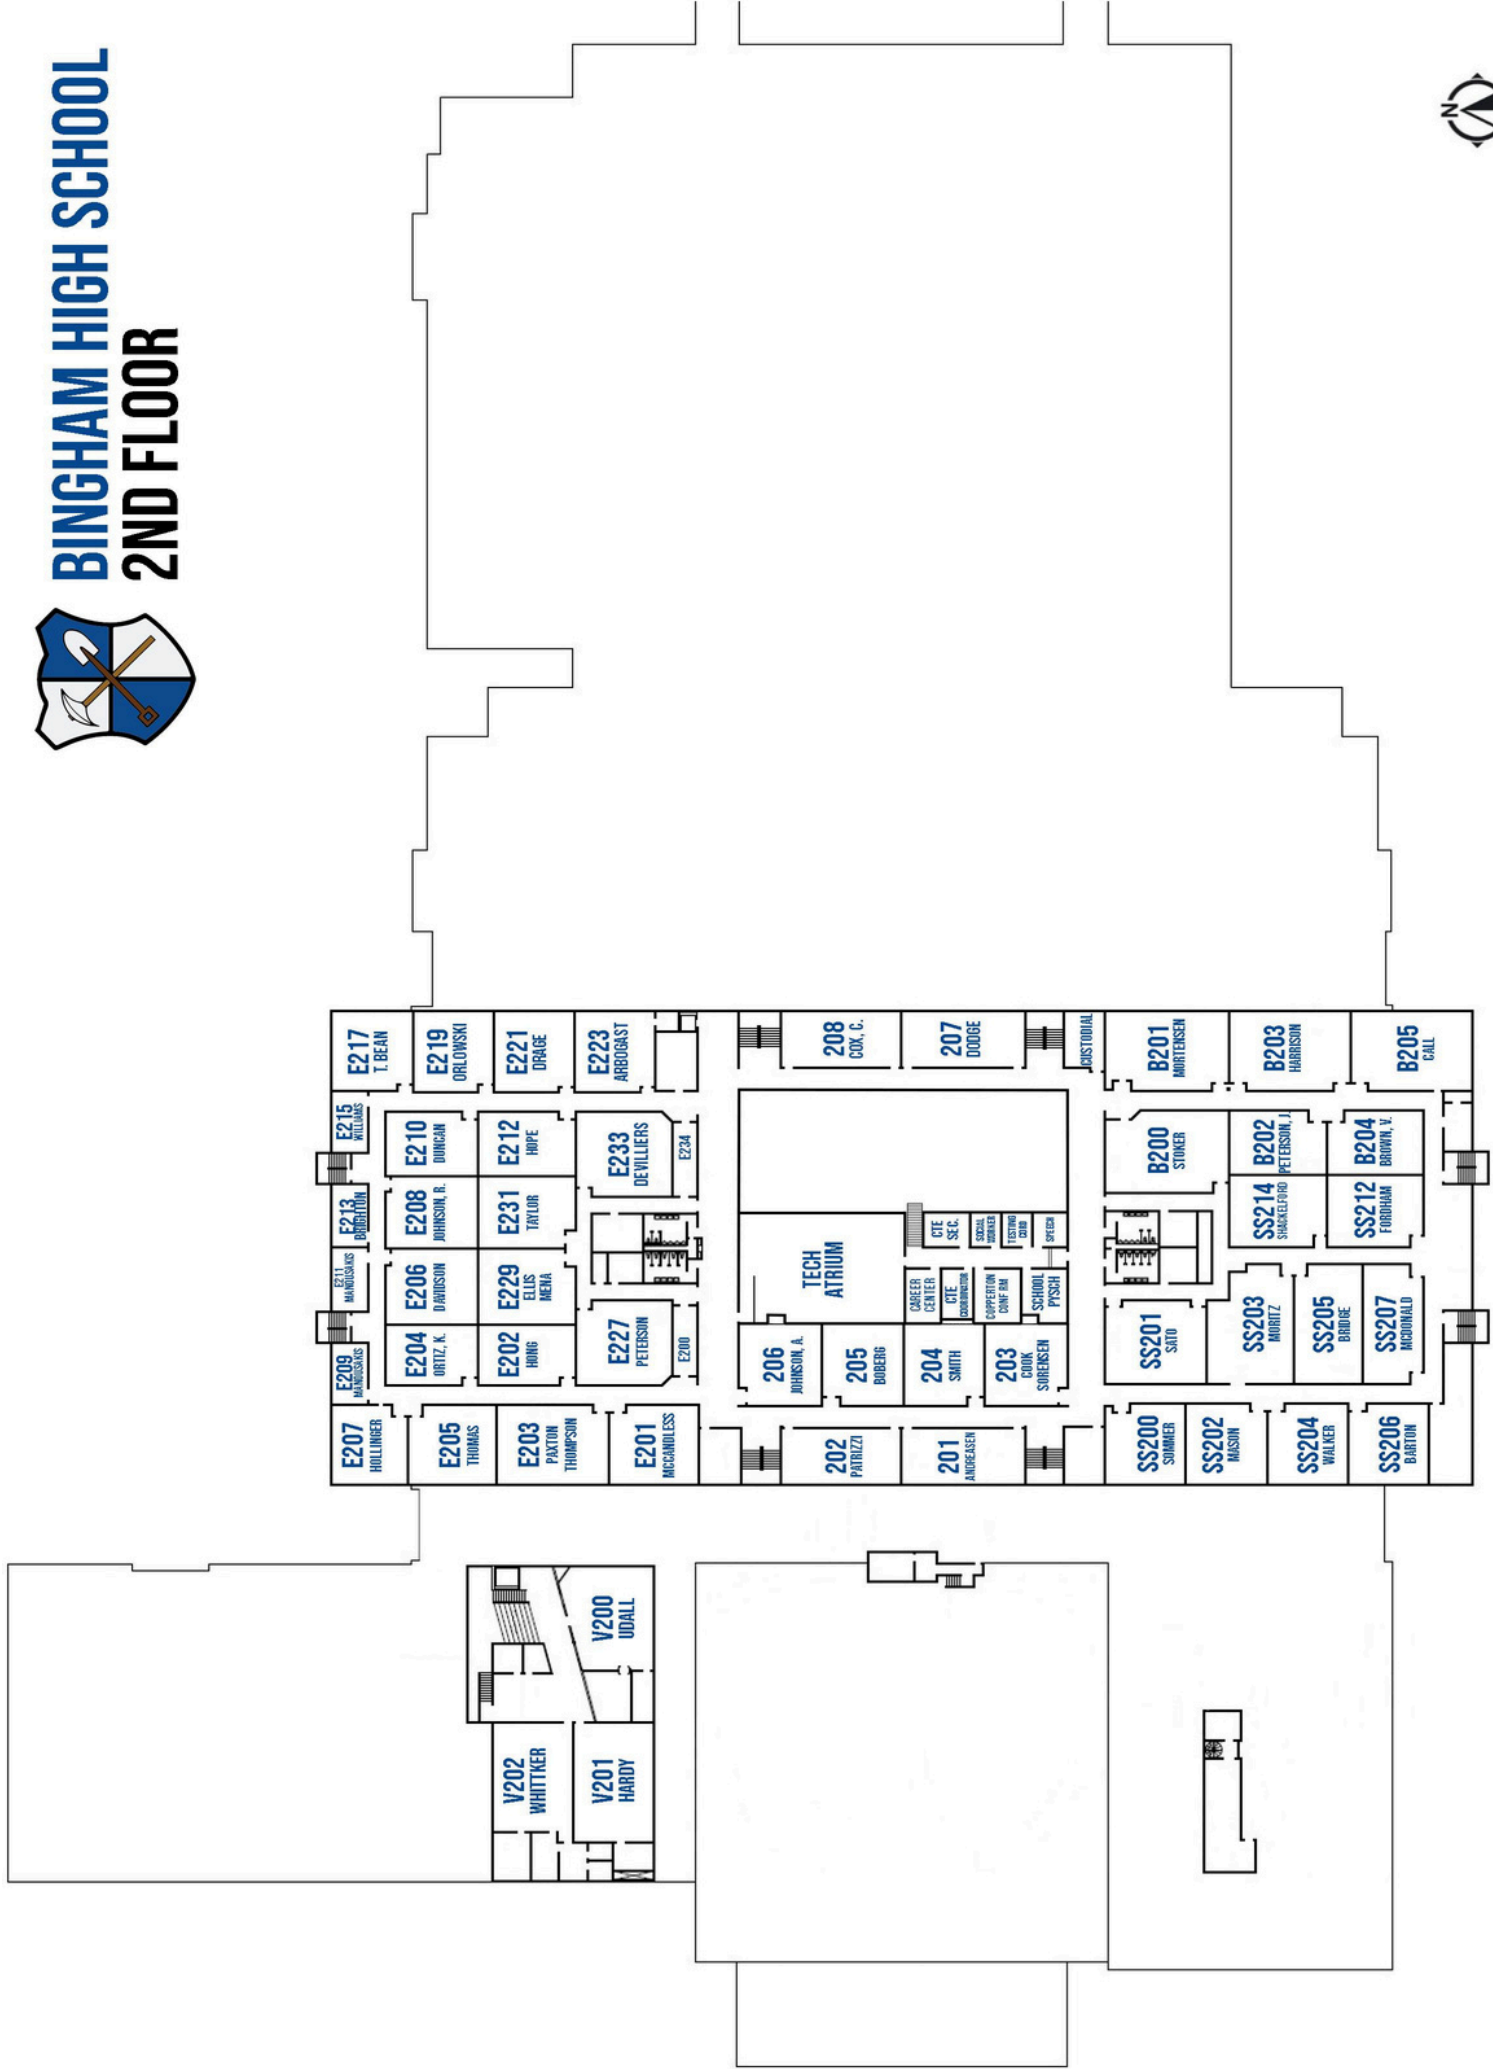 BINGHAM HIGH SCHOOL
2ND FLOOR
N
E217
T. BEAN
E219
ORLOWSKI
E221
DRAGE
E223
ARBOGAST
208
COX, C.
207
DODGE
CUSTODIAL
B201
MORTENSEN
B203
HARRISON
B205
CALL
E215
WILLIAMS
E210
DUNCAN
E212
HOPE
E233
DEVILLIERS
E234
B200
STOKER
B202
PETERSON, J.
B204
BROWN, V.
E213
BRIGHTON
E208
JOHNSON, R.
E231
TAYLOR
CTE
SEC.
SOCIAL
WORKER
TESTING
CORD
SPEECH
SS214
SHACKELFORD
SS212
FORDHAM
E211
MANOUSAKIS
E206
DAVIDSON
E229
ELLIS
MENA
TECH
ATRIUM
CAREER
CENTER
CTE
COORDINATOR
COPPERTON
CONF RM
SCHOOL
PYSCH
E209
MANOUSAKIS
E204
ORTIZ, K.
E202
HONG
E227
PETERSON
E200
206
JOHNSON, A.
205
BOBERG
204
SMITH
203
COOK
SORENSEN
SS201
SATO
SS203
MORITZ
SS205
BRIDGE
SS207
MCDONALD
E207
HOLLINGER
E205
THOMAS
E203
PAXTON
THOMPSON
E201
MCCANDLESS
202
PATRIZZI
201
ANDREASEN
SS200
SOMMER
SS202
MASON
SS204
WALKER
SS206
BARTON
V200
UDALL
V202
WHITTKER
V201
HARDY